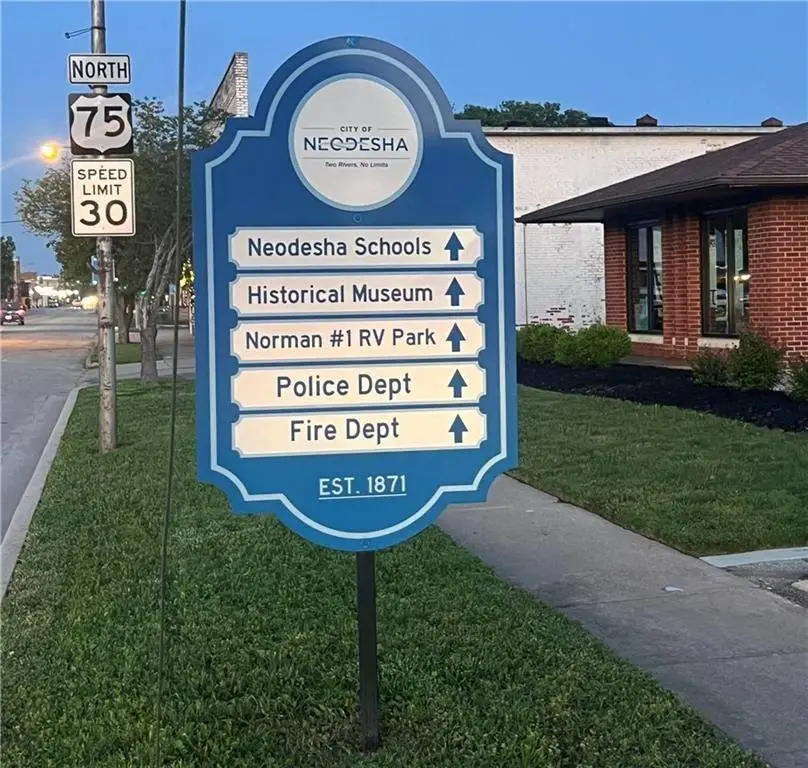 NORTH
75
SPEED
LIMIT
30
CITY OF
NEODESHA
Two Rivers, No Limits
Neodesha Schools
Historical Museum
Norman #1 RV Park
Police Dept
Fire Dept
EST. 1871